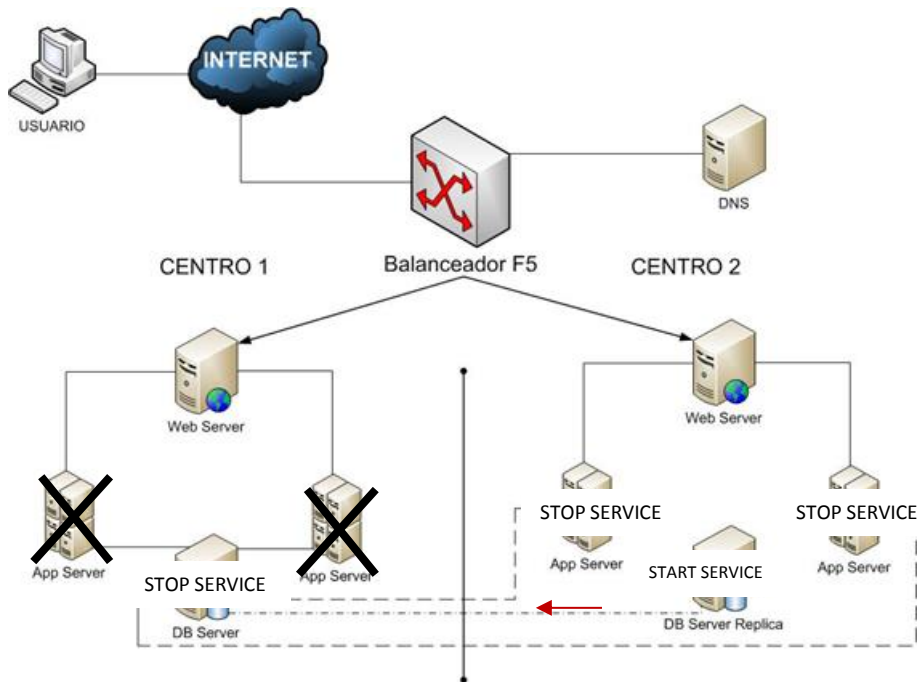 INTERNET
USUARIO
DNS
CENTRO 1
Balanceador F5
CENTRO 2
Web Server
Web Server
STOP SERVICE
STOP SERVICE
App Server
App Server
STOP SERVICE
START SERVICE
App Server
App Server
DB Server
DB Server Replica